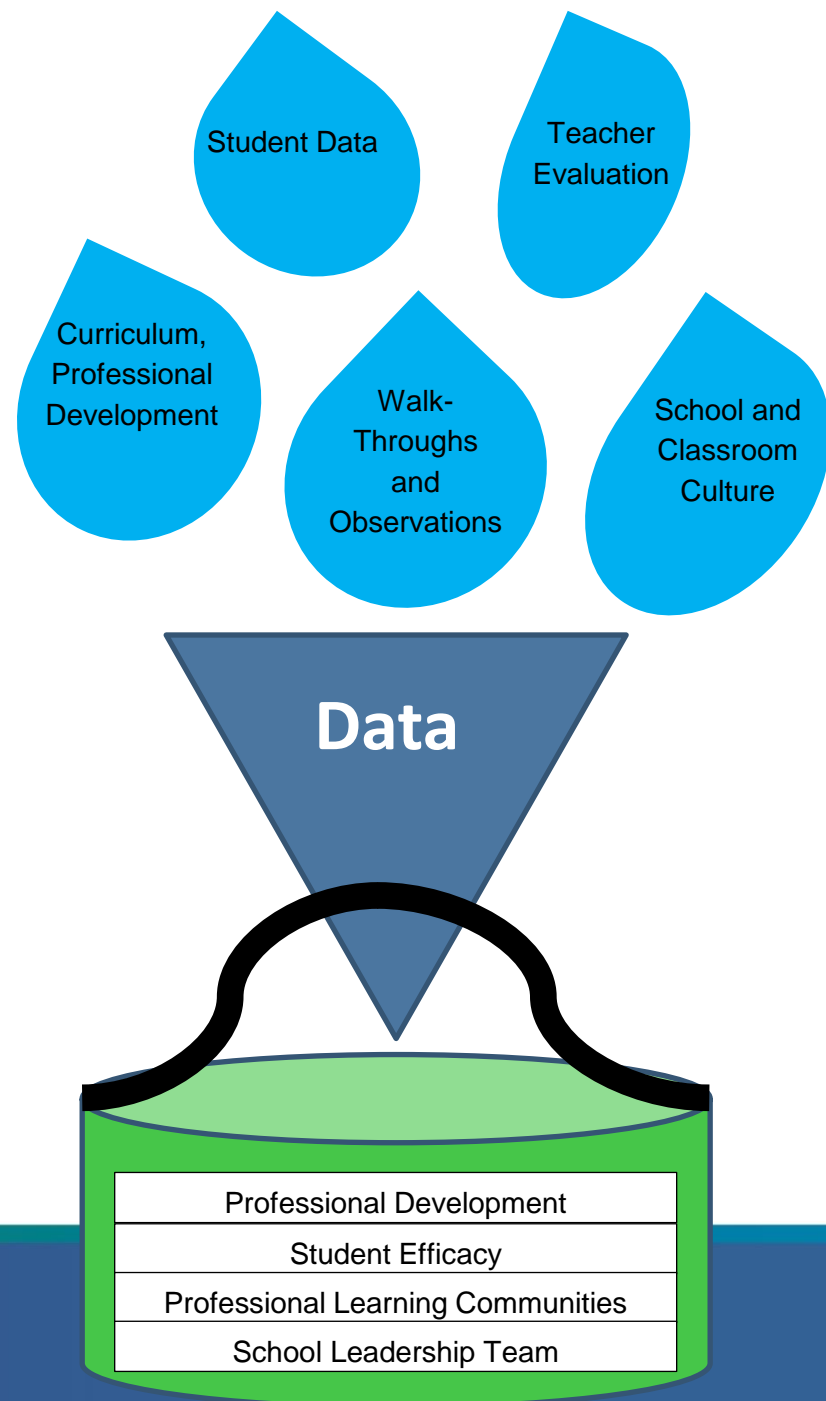 Student Data
Teacher
Evaluation
Curriculum,
Professional
Development
Walk-
Throughs
and
Observations
School and
Classroom
Culture
Data
Professional Development
Student Efficacy
Professional Learning Communities
School Leadership Team